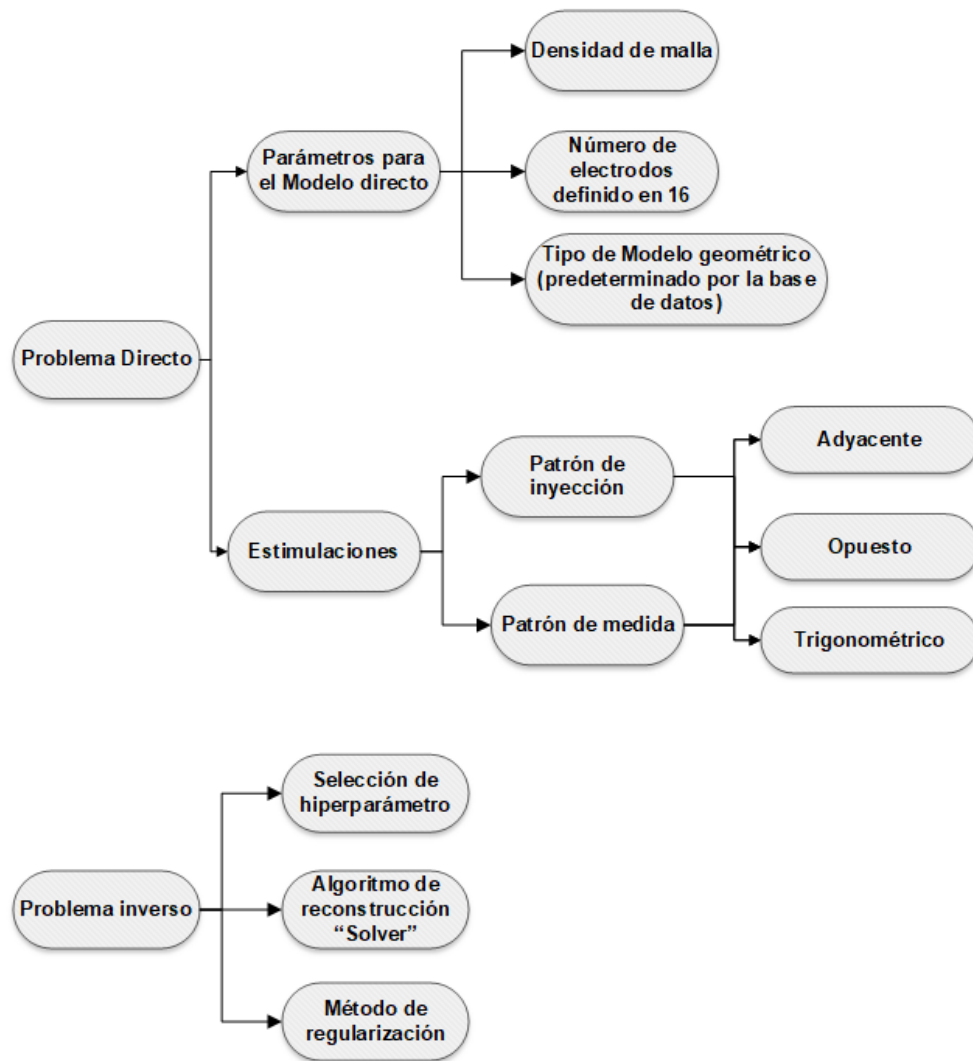 Densidad de malla
Parámetros para
el Modelo directo
Número de
electrodos
definido en 16
Tipo de Modelo geométrico
(predeterminado por la base
de datos)
Problema Directo
Adyacente
Patrón de
inyección
Estimulaciones
Opuesto
Patrón de medida
Trigonométrico
Selección de
hiperparámetro
Problema inverso
Algoritmo de
reconstrucción
“Solver”
Método de
regularización